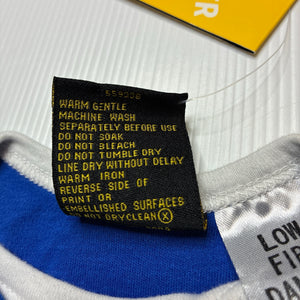 WARM GENTLE
MACHINE WASH
SEPARATELY BEFORE USE
DO NOT SOAK
DO NOT BLEACH
DO NOT TUMBLE DRY
LINE DRY WITHOUT DELAY
WARM IRON
REVERSE SIDE OF
PRINT OR
EMBELLISHED SURFACES
DO NOT DRYCLEAN Ⓧ
LOW
FIR